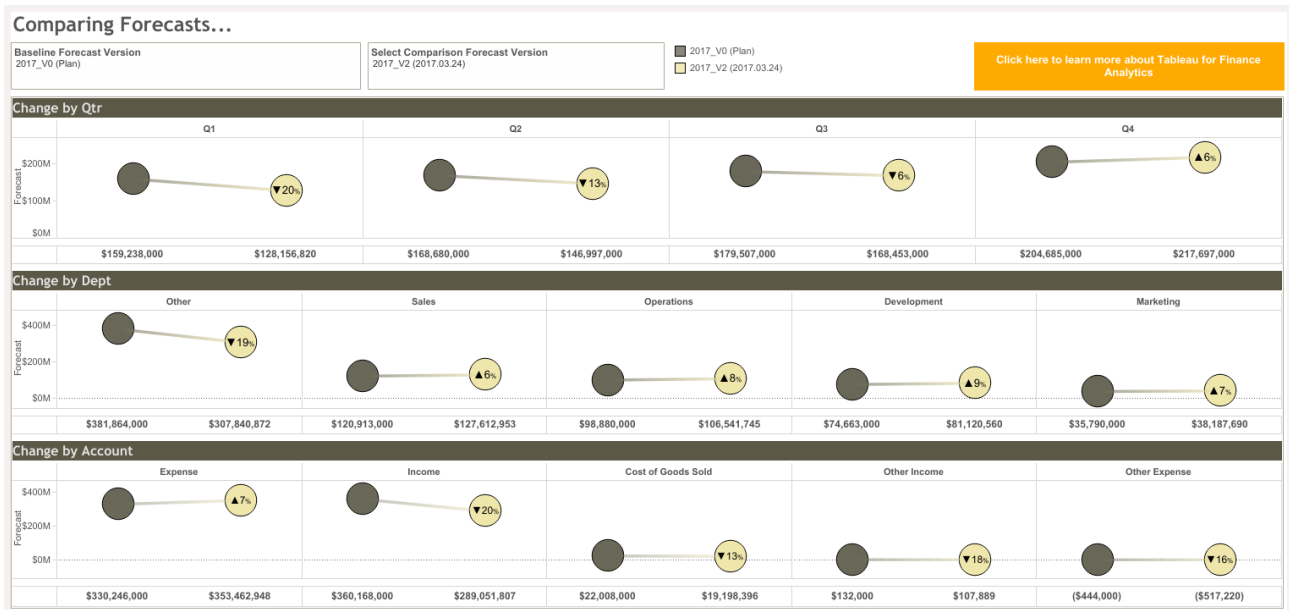 Comparing Forecasts...
Baseline Forecast Version
2017_V0 (Plan)
Select Comparison Forecast Version
2017_V2 (2017.03.24)
2017_V0 (Plan)
2017_V2 (2017.03.24)
Click here to learn more about Tableau for Finance
Analytics
Change by Qtr
Q1 Q2 Q3 Q4
Forecast
$200M
$100M
$0M
▼20% ▼13% ▼6% ▲6%
$159,238,000 $128,156,820 $168,680,000 $146,997,000 $179,507,000 $168,453,000 $204,685,000 $217,697,000
Change by Dept
Other Sales Operations Development Marketing
Forecast
$400M
$200M
$0M
▼19% ▲6% ▲8% ▲9% ▲7%
$381,864,000 $307,840,872 $120,913,000 $127,612,953 $98,880,000 $106,541,745 $74,663,000 $81,120,560 $35,790,000 $38,187,690
Change by Account
Expense Income Cost of Goods Sold Other Income Other Expense
Forecast
$400M
$200M
$0M
▲7% ▼20% ▼13% ▼18% ▼16%
$330,246,000 $353,462,948 $360,168,000 $289,051,807 $22,008,000 $19,198,396 $132,000 $107,889 ($444,000) ($517,220)